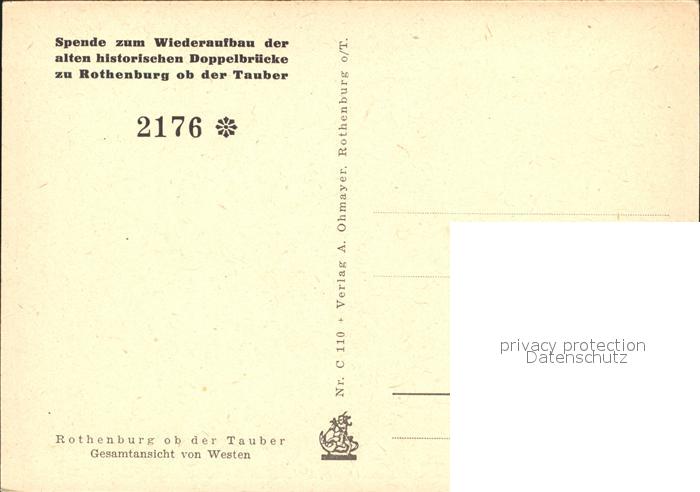 Spende zum Wiederaufbau der
alten historischen Doppelbrücke
zu Rothenburg ob der Tauber
2176
Nr. C 110 + Verlag A. Ohmayer, Rothenburg o/T.
Rothenburg ob der Tauber
Gesamtansicht von Westen
privacy protection
Datenschutz